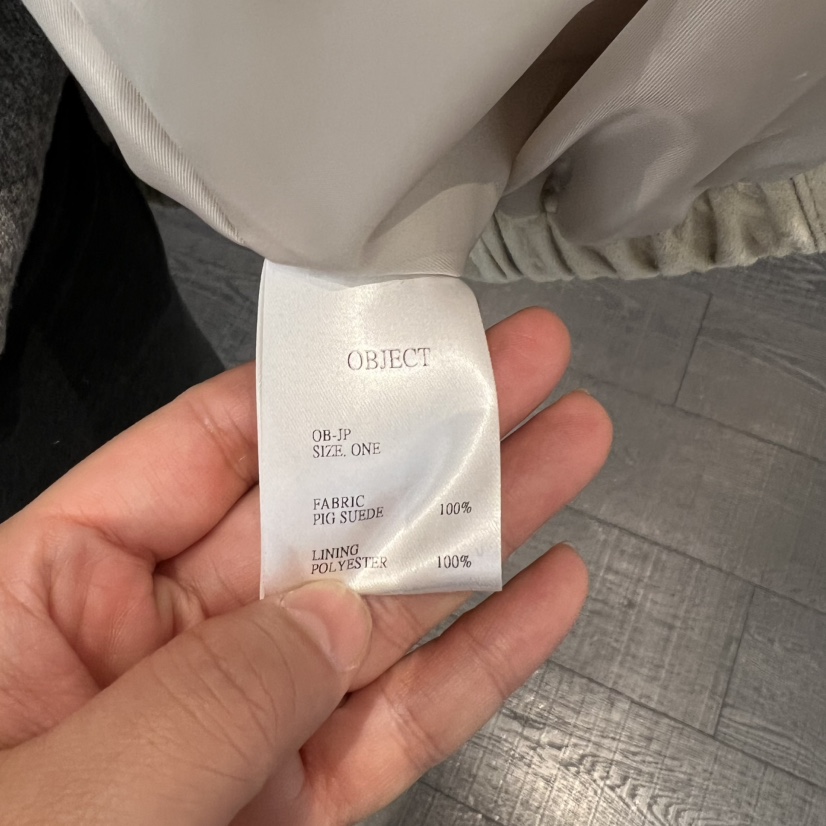 OBJECT
OB-JP
SIZE. ONE
FABRIC
PIG SUEDE 100%
LINING
POLYESTER 100%